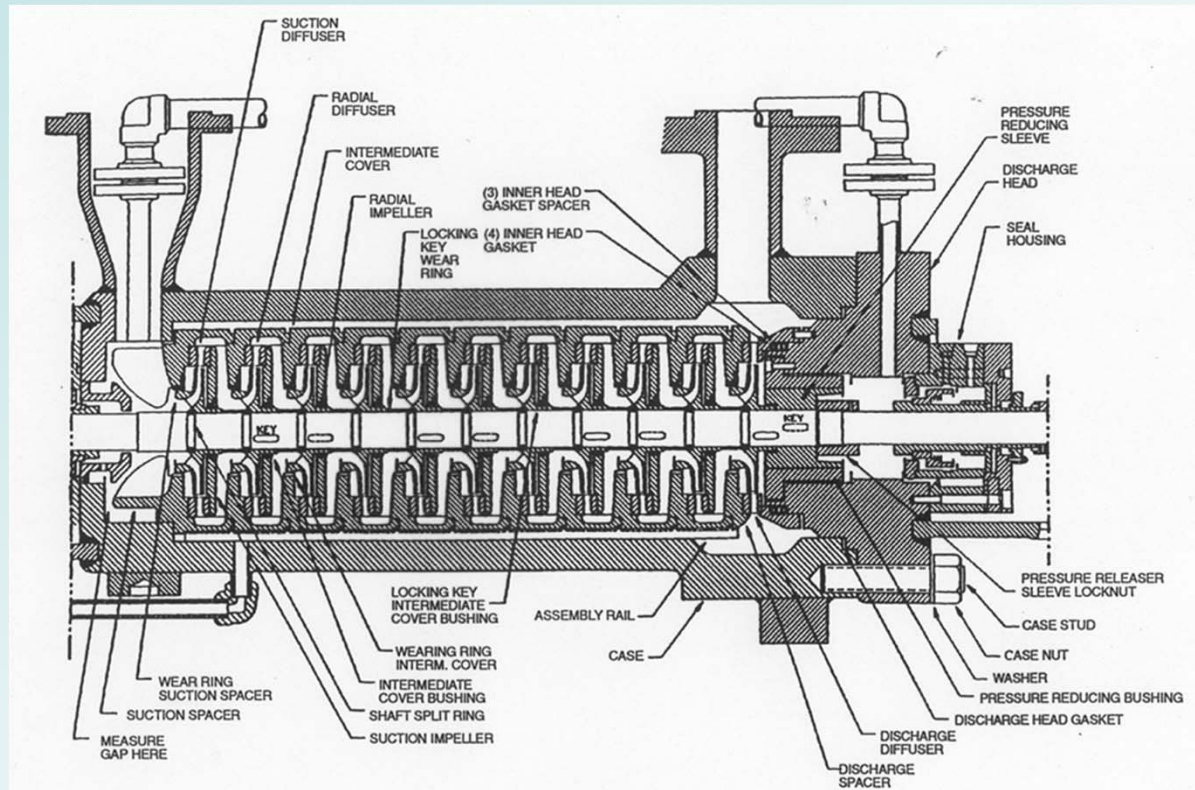 SUCTION
DIFFUSER
RADIAL
DIFFUSER
INTERMEDIATE
COVER
RADIAL
IMPELLER
LOCKING
KEY
WEAR
RING
(3) INNER HEAD
GASKET SPACER
(4) INNER HEAD
GASKET
PRESSURE
REDUCING
SLEEVE
DISCHARGE
HEAD
SEAL
HOUSING
KEY
KEY
LOCKING KEY
INTERMEDIATE
COVER BUSHING
WEARING RING
INTERM. COVER
INTERMEDIATE
COVER BUSHING
SHAFT SPLIT RING
SUCTION IMPELLER
WEAR RING
SUCTION SPACER
SUCTION SPACER
MEASURE
GAP HERE
ASSEMBLY RAIL
CASE
PRESSURE RELEASER
SLEEVE LOCKNUT
CASE STUD
CASE NUT
WASHER
PRESSURE REDUCING BUSHING
DISCHARGE HEAD GASKET
DISCHARGE
DIFFUSER
DISCHARGE
SPACER